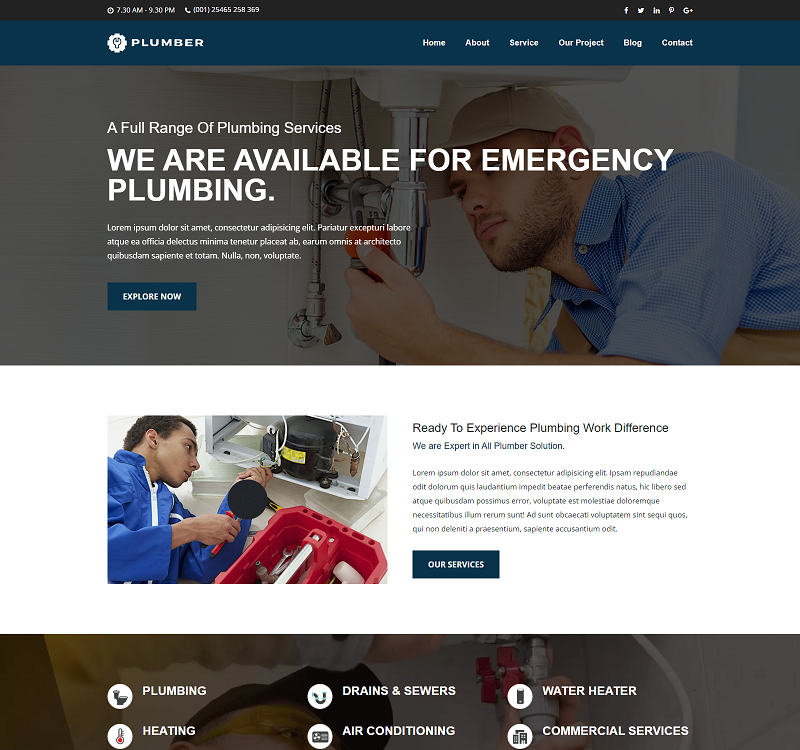 7.30 AM - 9.30 PM (001) 25465 258 369
PLUMBER Home About Service Our Project Blog Contact
A Full Range Of Plumbing Services
WE ARE AVAILABLE FOR EMERGENCY
PLUMBING.
Lorem ipsum dolor sit amet, consectetur adipisicing elit. Pariatur excepturi labore
atque ea officia delectus minima tenetur placeat ab, earum omnis at architecto
quibusdam sapiente et totam. Nulla, non, voluptate.
EXPLORE NOW
Ready To Experience Plumbing Work Difference
We are Expert in All Plumber Solution.
Lorem ipsum dolor sit amet, consectetur adipisicing elit. Ipsam repudiandae
odit dolorum quis laudantium impedit beatae perferendis natus, hic libero sed
atque quibusdam possimus error, voluptate est molestiae doloremque
necessitatibus illum rerum sunt! Ad sunt obcaecati voluptatem sint sequi quos,
qui non deleniti a praesentium, sapiente accusantium odit.
OUR SERVICES
PLUMBING DRAINS & SEWERS WATER HEATER
HEATING AIR CONDITIONING COMMERCIAL SERVICES